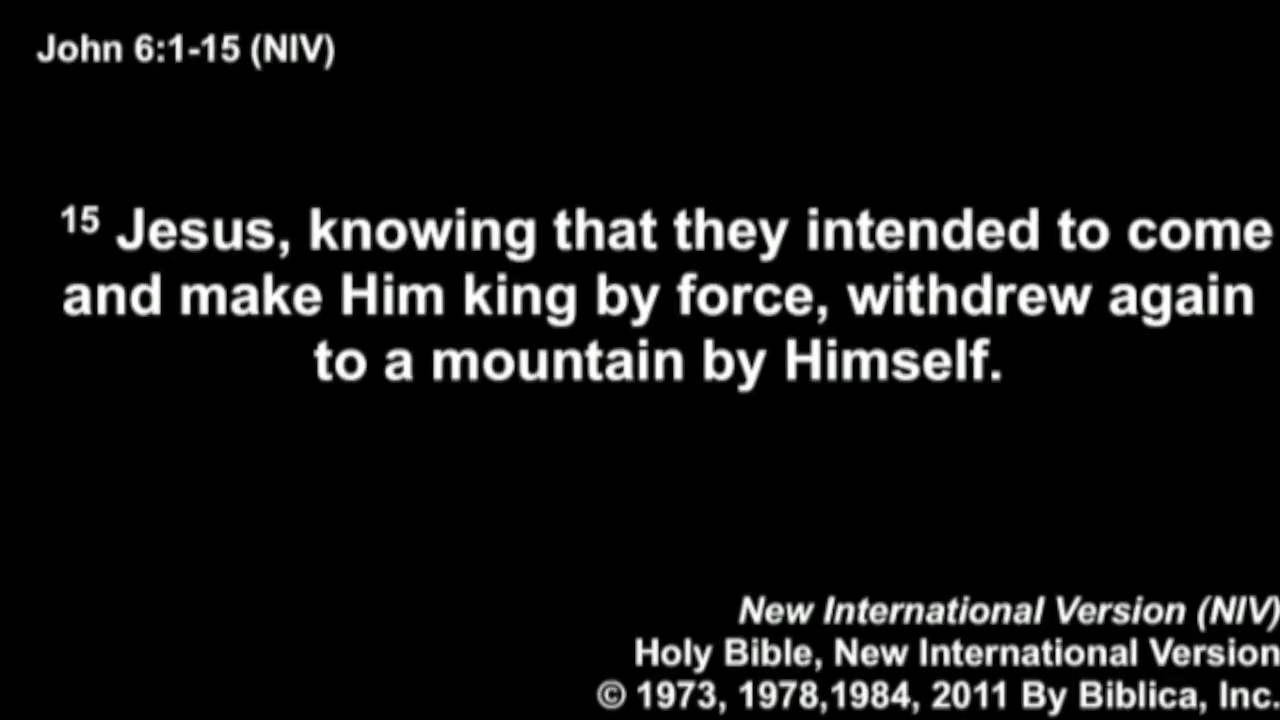 John 6:1-15 (NIV)
15 Jesus, knowing that they intended to come
and make Him king by force, withdrew again
to a mountain by Himself.
New International Version (NIV)
Holy Bible, New International Version
© 1973, 1978,1984, 2011 By Biblica, Inc.